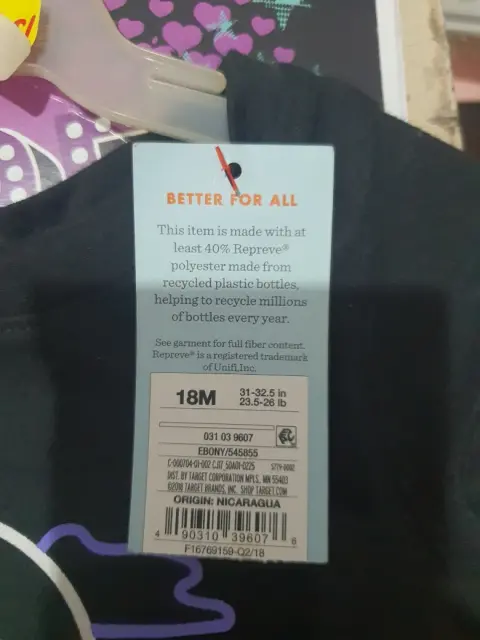 BETTER FOR ALL
This item is made with at
least 40% Repreve®
polyester made from
recycled plastic bottles,
helping to recycle millions
of bottles every year.
See garment for full fiber content.
Repreve® is a registered trademark
of Unifi,Inc.
18M
31-32.5 in
23.5-26 lb
031 03 9607
EBONY/545855
DIST. BY TARGET CORPORATION MPLS, MN 55403
©2018 TARGET BRANDS, INC. SHOP TARGET.COM
ORIGIN: NICARAGUA
4 90310 39607 8
F16769159-Q2/18